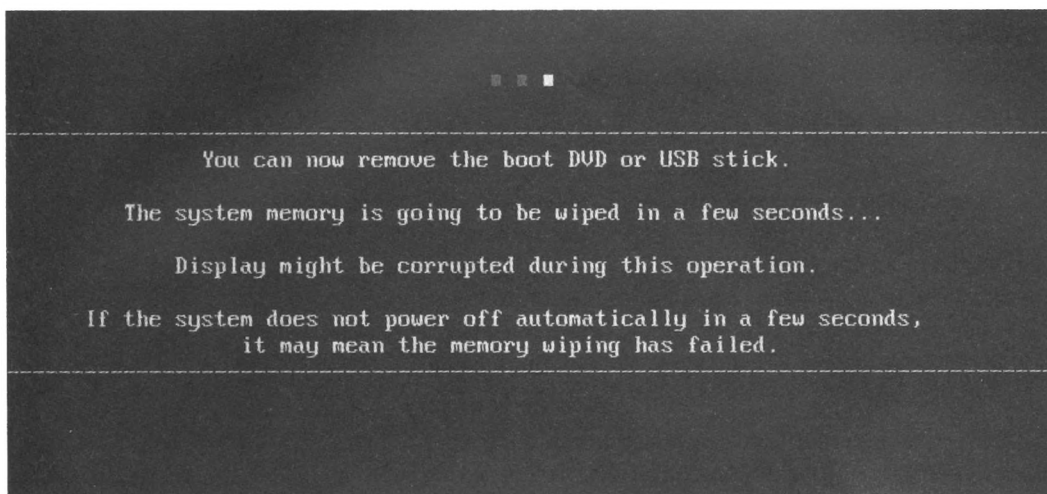 You can now remove the boot DVD or USB stick.
The system memory is going to be wiped in a few seconds...
Display might be corrupted during this operation.
If the system does not power off automatically in a few seconds,
it may mean the memory wiping has failed.